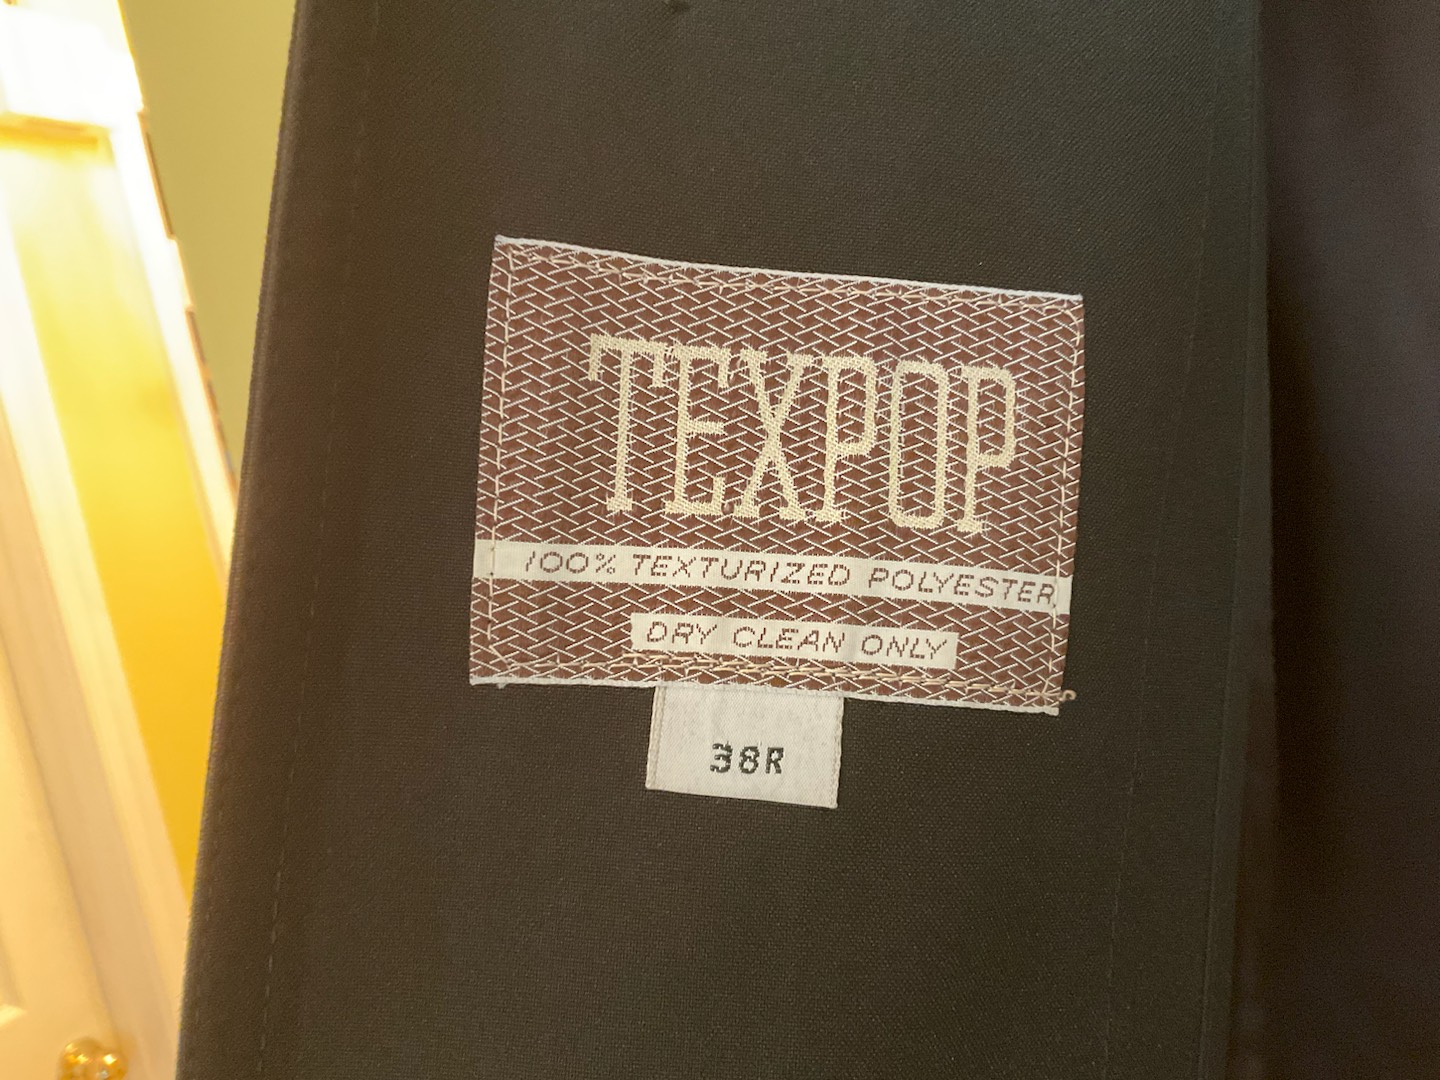 TEXPOP
100% TEXTURIZED POLYESTER
DRY CLEAN ONLY
38R